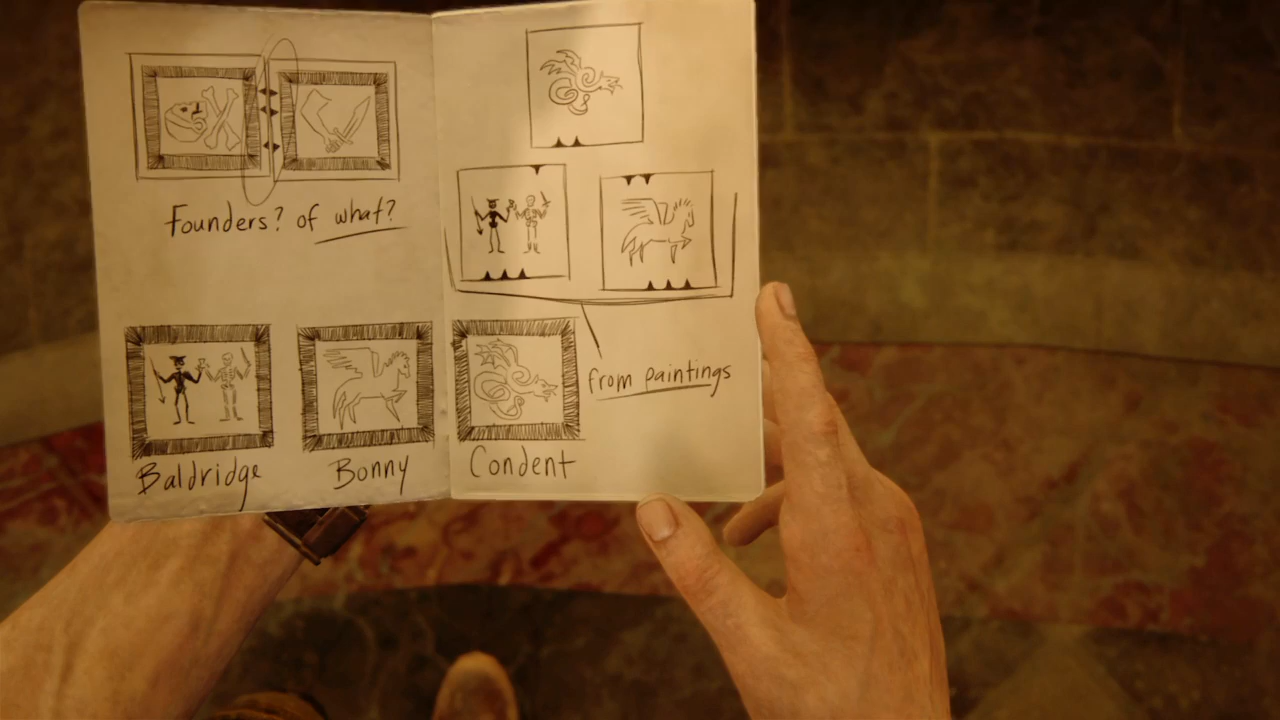 Founders? of what?
Baldridge
Bonny
Condent
from paintings